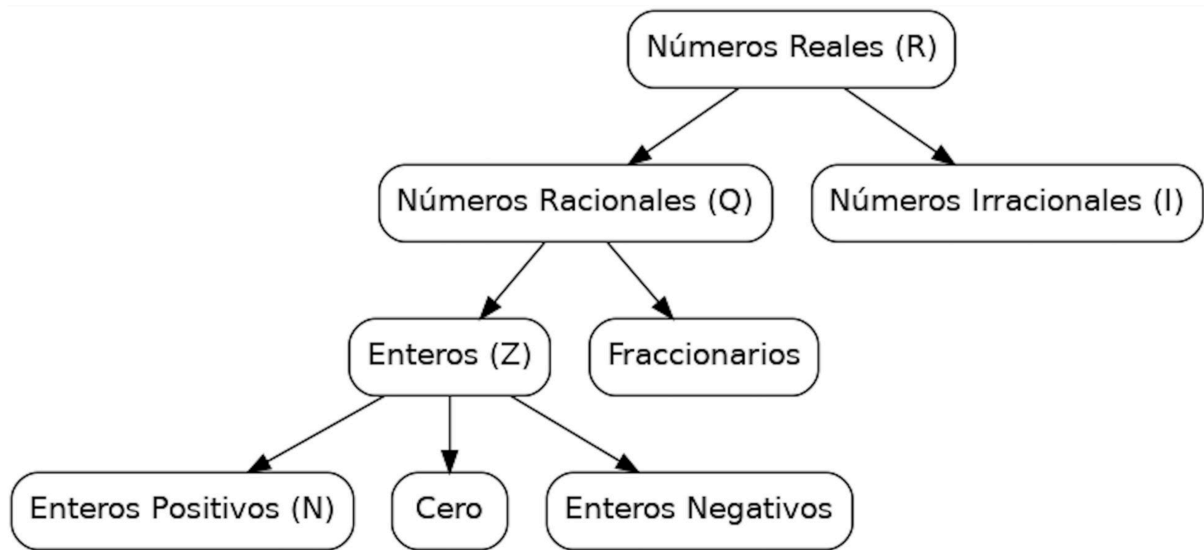 Números Reales (R)
Números Racionales (Q)
Números Irracionales (I)
Enteros (Z)
Fraccionarios
Enteros Positivos (N)
Cero
Enteros Negativos